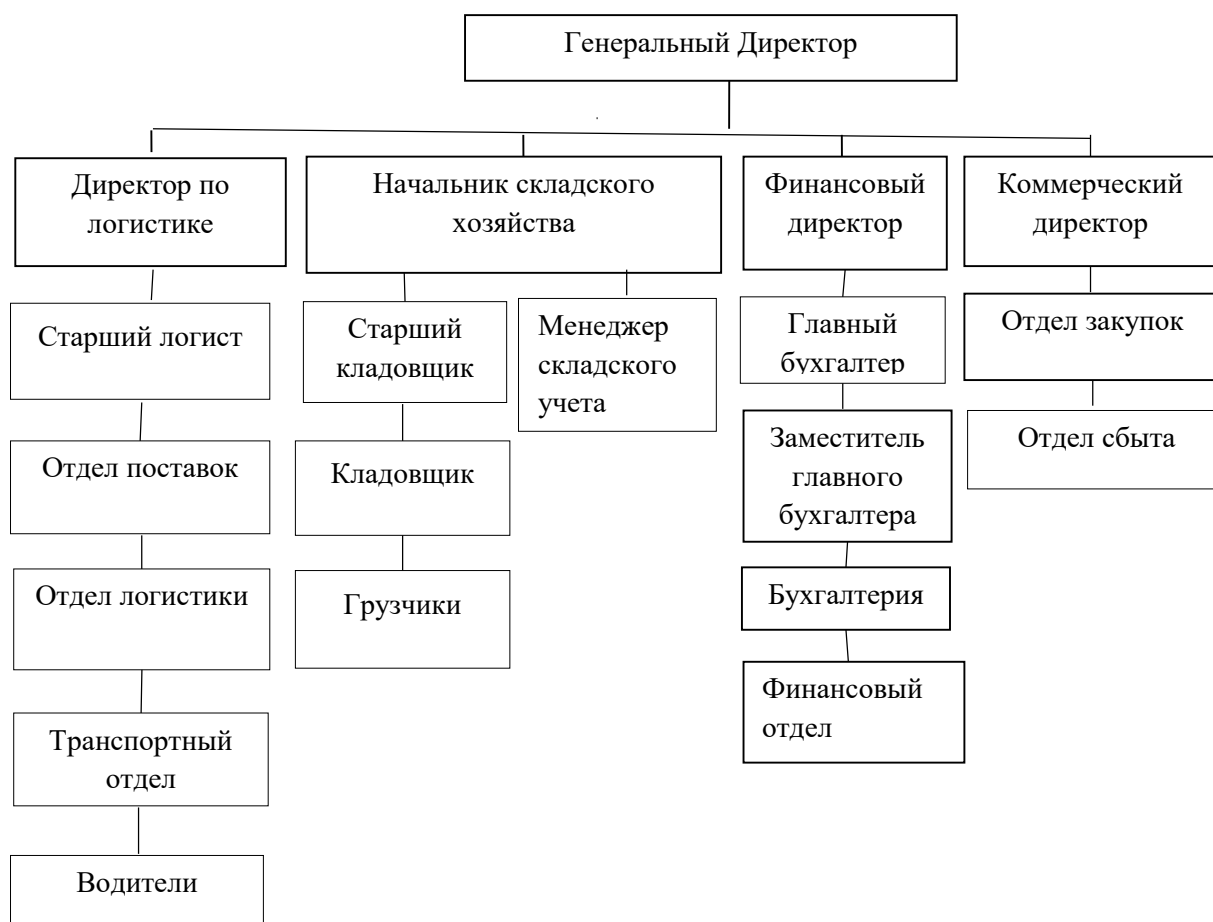 Генеральный Директор
Директор по
логистике
Начальник складского
хозяйства
Финансовый
директор
Коммерческий
директор
Старший логист
Старший
кладовщик
Менеджер
складского
учета
Главный
бухгалтер
Отдел закупок
Отдел поставок
Кладовщик
Заместитель
главного
бухгалтера
Отдел сбыта
Отдел логистики
Грузчики
Бухгалтерия
Финансовый
отдел
Транспортный
отдел
Водители